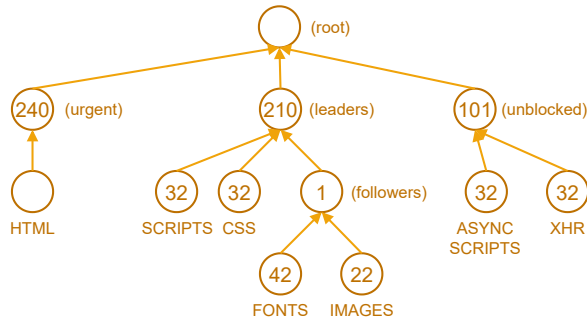 (root)
240 (urgent)
210 (leaders)
101 (unblocked)
32
32
1 (followers)
32
32
HTML
SCRIPTS
CSS
ASYNC
SCRIPTS
XHR
42
22
FONTS
IMAGES